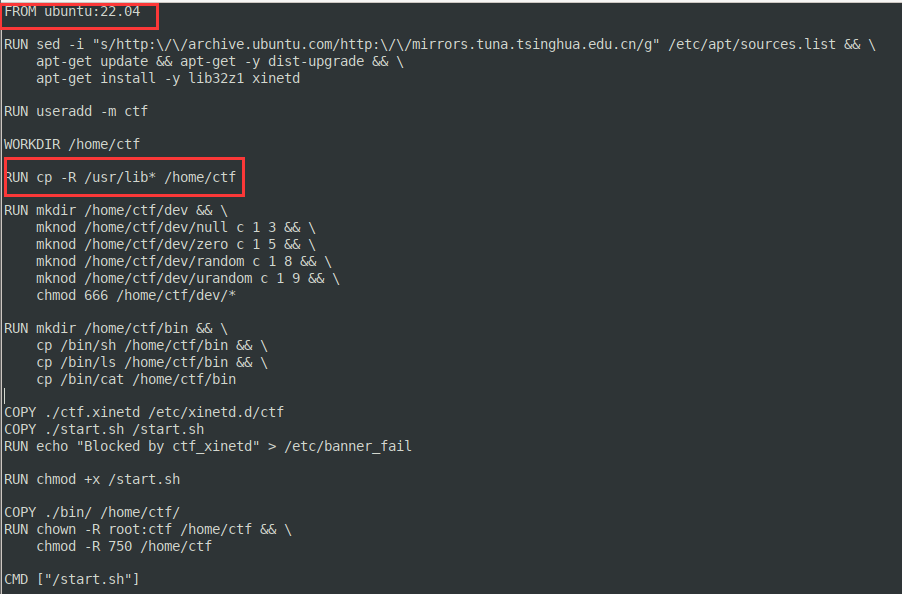 FROM ubuntu:22.04
RUN sed -i "s/http:\/\/archive.ubuntu.com/http:\/\/mirrors.tuna.tsinghua.edu.cn/g" /etc/apt/sources.list && \
    apt-get update && apt-get -y dist-upgrade && \
    apt-get install -y lib32z1 xinetd
RUN useradd -m ctf
WORKDIR /home/ctf
RUN cp -R /usr/lib* /home/ctf
RUN mkdir /home/ctf/dev && \
    mknod /home/ctf/dev/null c 1 3 && \
    mknod /home/ctf/dev/zero c 1 5 && \
    mknod /home/ctf/dev/random c 1 8 && \
    mknod /home/ctf/dev/urandom c 1 9 && \
    chmod 666 /home/ctf/dev/*
RUN mkdir /home/ctf/bin && \
    cp /bin/sh /home/ctf/bin && \
    cp /bin/ls /home/ctf/bin && \
    cp /bin/cat /home/ctf/bin
COPY ./ctf.xinetd /etc/xinetd.d/ctf
COPY ./start.sh /start.sh
RUN echo "Blocked by ctf_xinetd" > /etc/banner_fail
RUN chmod +x /start.sh
COPY ./bin/ /home/ctf/
RUN chown -R root:ctf /home/ctf && \
    chmod -R 750 /home/ctf
CMD ["/start.sh"]